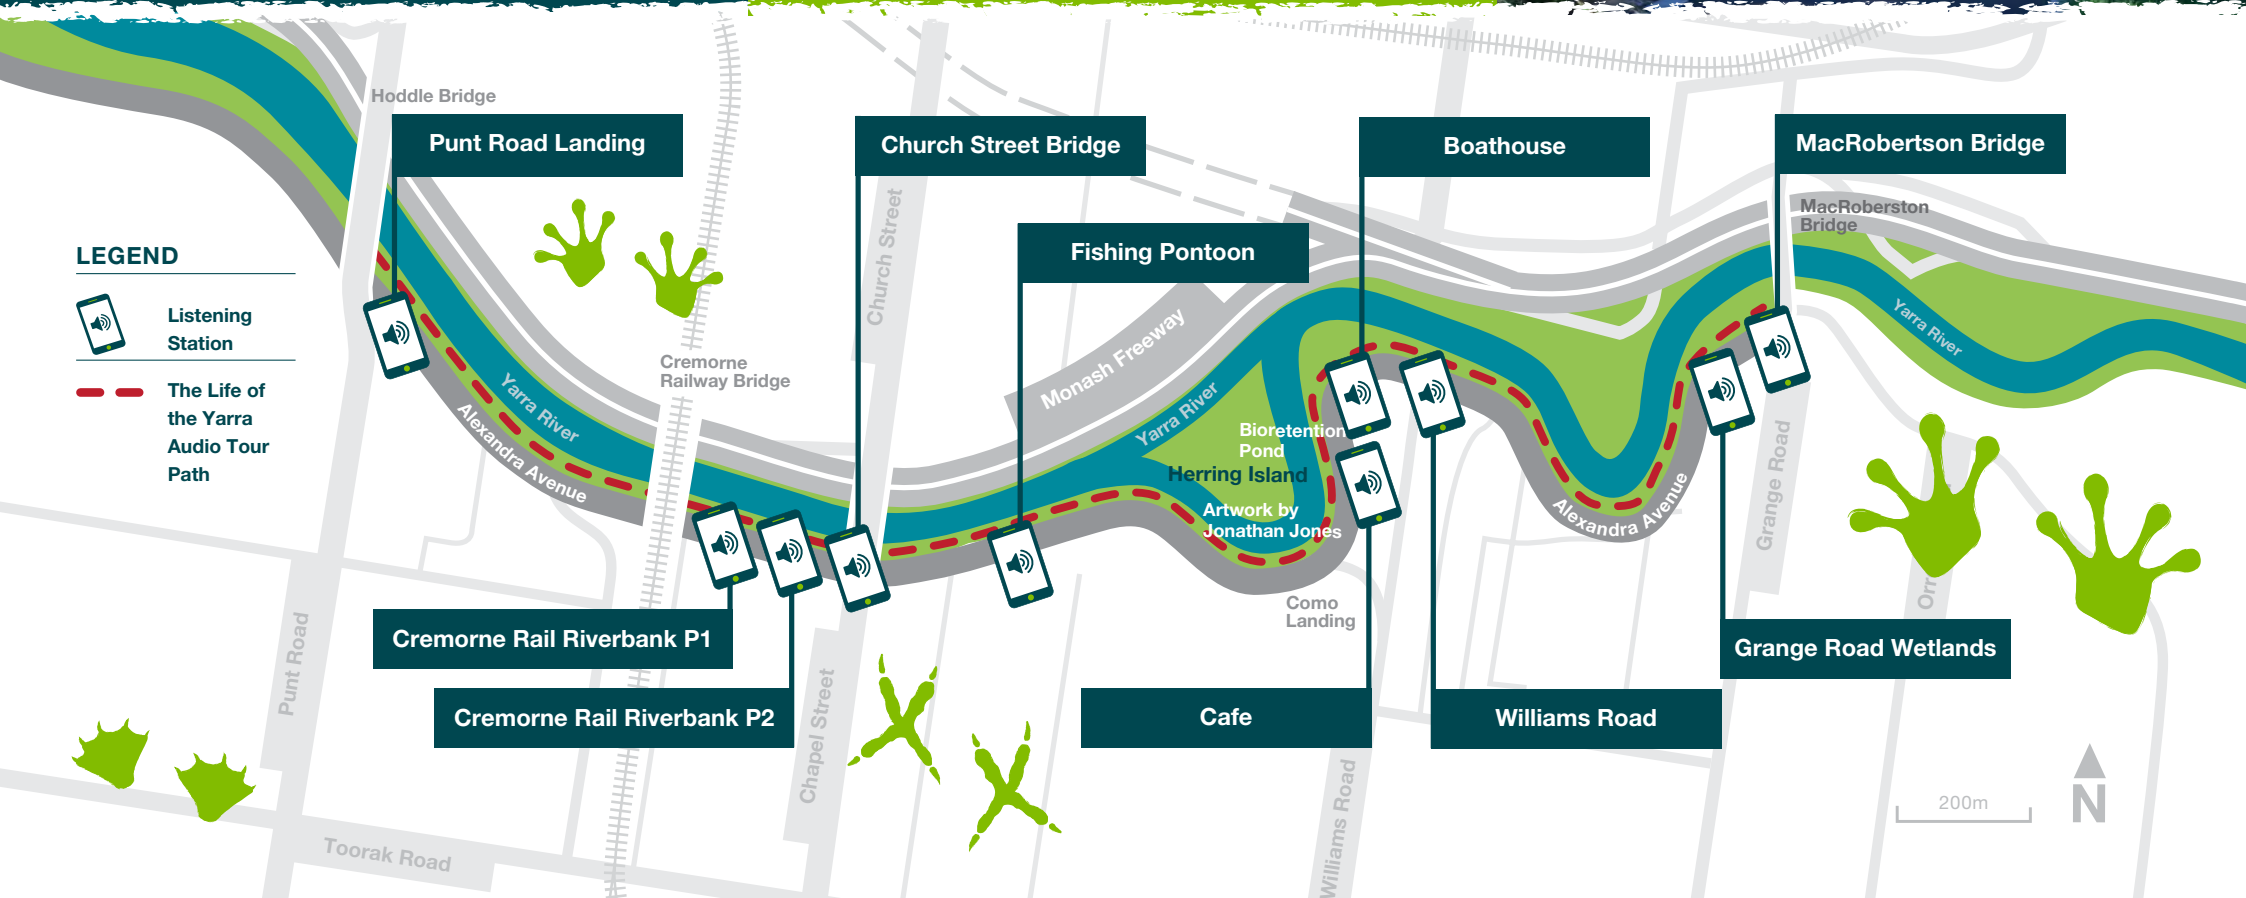 Hoddle Bridge
Punt Road Landing
Church Street Bridge
Boathouse
MacRobertson Bridge
MacRoberston
Bridge
Fishing Pontoon
Church Street
LEGEND
Listening
Station
The Life of
the Yarra
Audio Tour
Path
Cremorne
Railway Bridge
Monash Freeway
Yarra River
Yarra River
Yarra River
Alexandra Avenue
Bioretention
Pond
Herring Island
Artwork by
Jonathan Jones
Alexandra Avenue
Grange Road
Orr
Como
Landing
Punt Road
Cremorne Rail Riverbank P1
Grange Road Wetlands
Cremorne Rail Riverbank P2
Chapel Street
Cafe
Williams Road
Williams Road
Toorak Road
200m
N